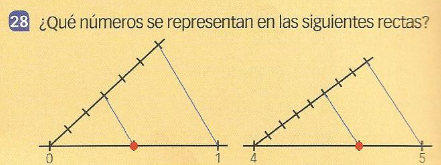 28 ¿Qué números se representan en las siguientes rectas?
0 1 4 5